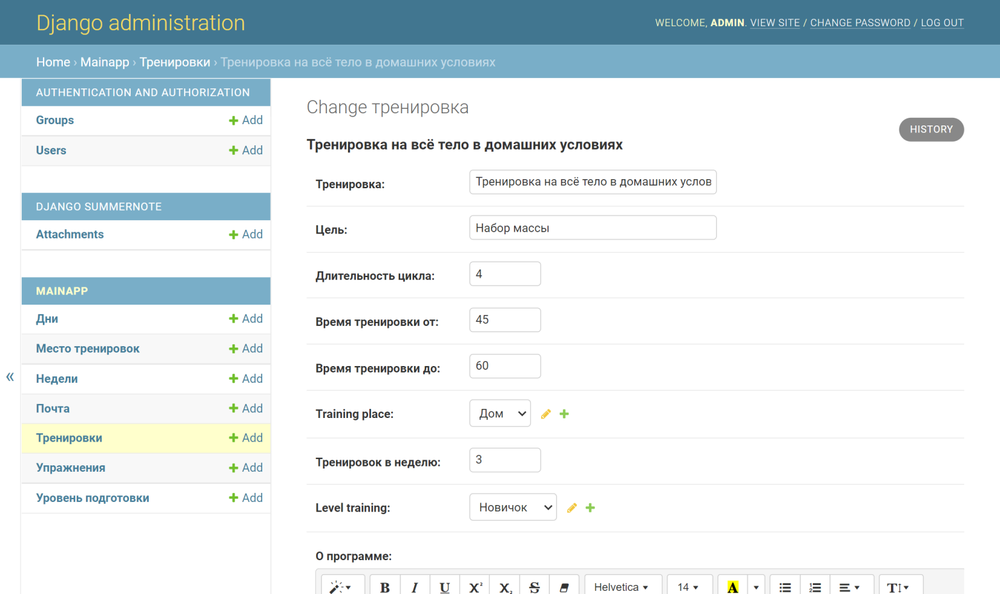 Django administration
WELCOME, ADMIN. VIEW SITE / CHANGE PASSWORD / LOG OUT
Home › Mainapp › Тренировки › Тренировка на всё тело в домашних условиях
AUTHENTICATION AND AUTHORIZATION
Groups Add
Users Add
DJANGO SUMMERNOTE
Attachments Add
MAINAPP
Дни Add
Место тренировок Add
Недели Add
Почта Add
Тренировки Add
Упражнения Add
Уровень подготовки Add
«
Change тренировка
HISTORY
Тренировка на всё тело в домашних условиях
Тренировка: Тренировка на всё тело в домашних услов
Цель: Набор массы
Длительность цикла: 4
Время тренировки от: 45
Время тренировки до: 60
Training place: Дом
Тренировок в неделю: 3
Level training: Новичок
О программе:
B I U X² X₂ S Helvetica 14 A T